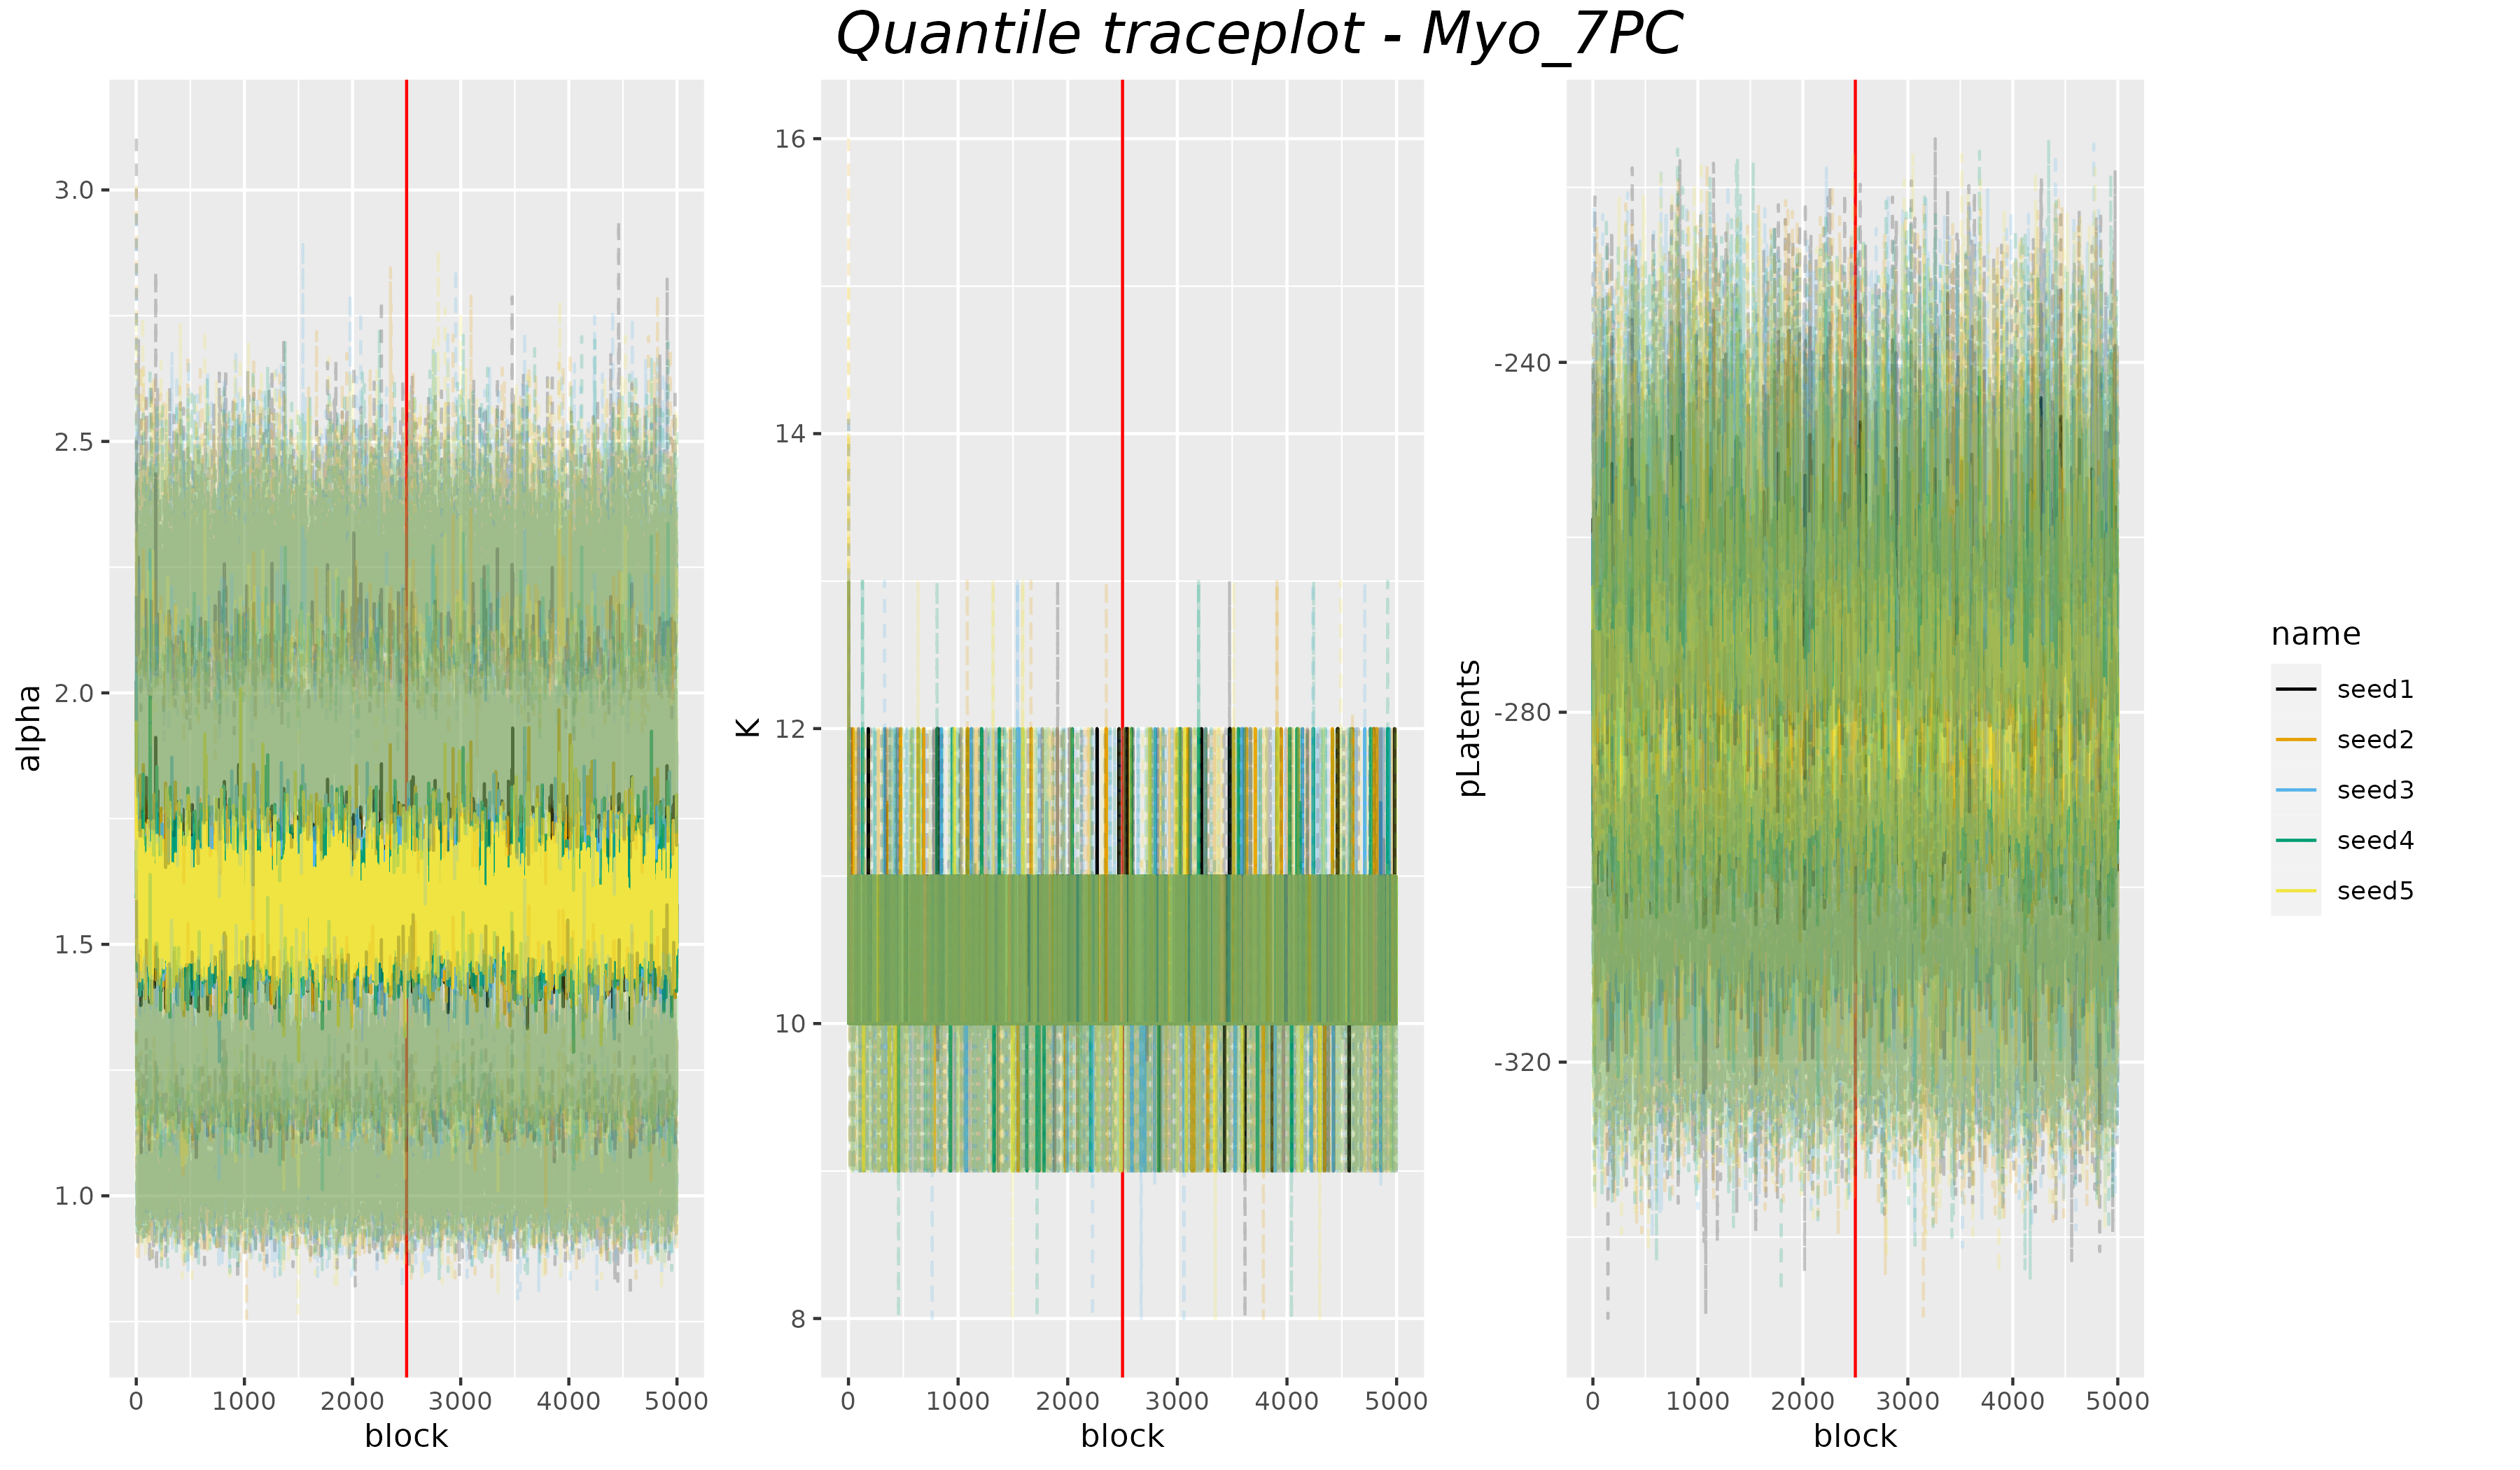 Quantile traceplot - Myo_7PC
alpha
3.0
2.5
2.0
1.5
1.0
0 1000 2000 3000 4000 5000
block
K
16
14
12
10
8
0 1000 2000 3000 4000 5000
block
pLatents
-240
-280
-320
0 1000 2000 3000 4000 5000
block
name
seed1
seed2
seed3
seed4
seed5